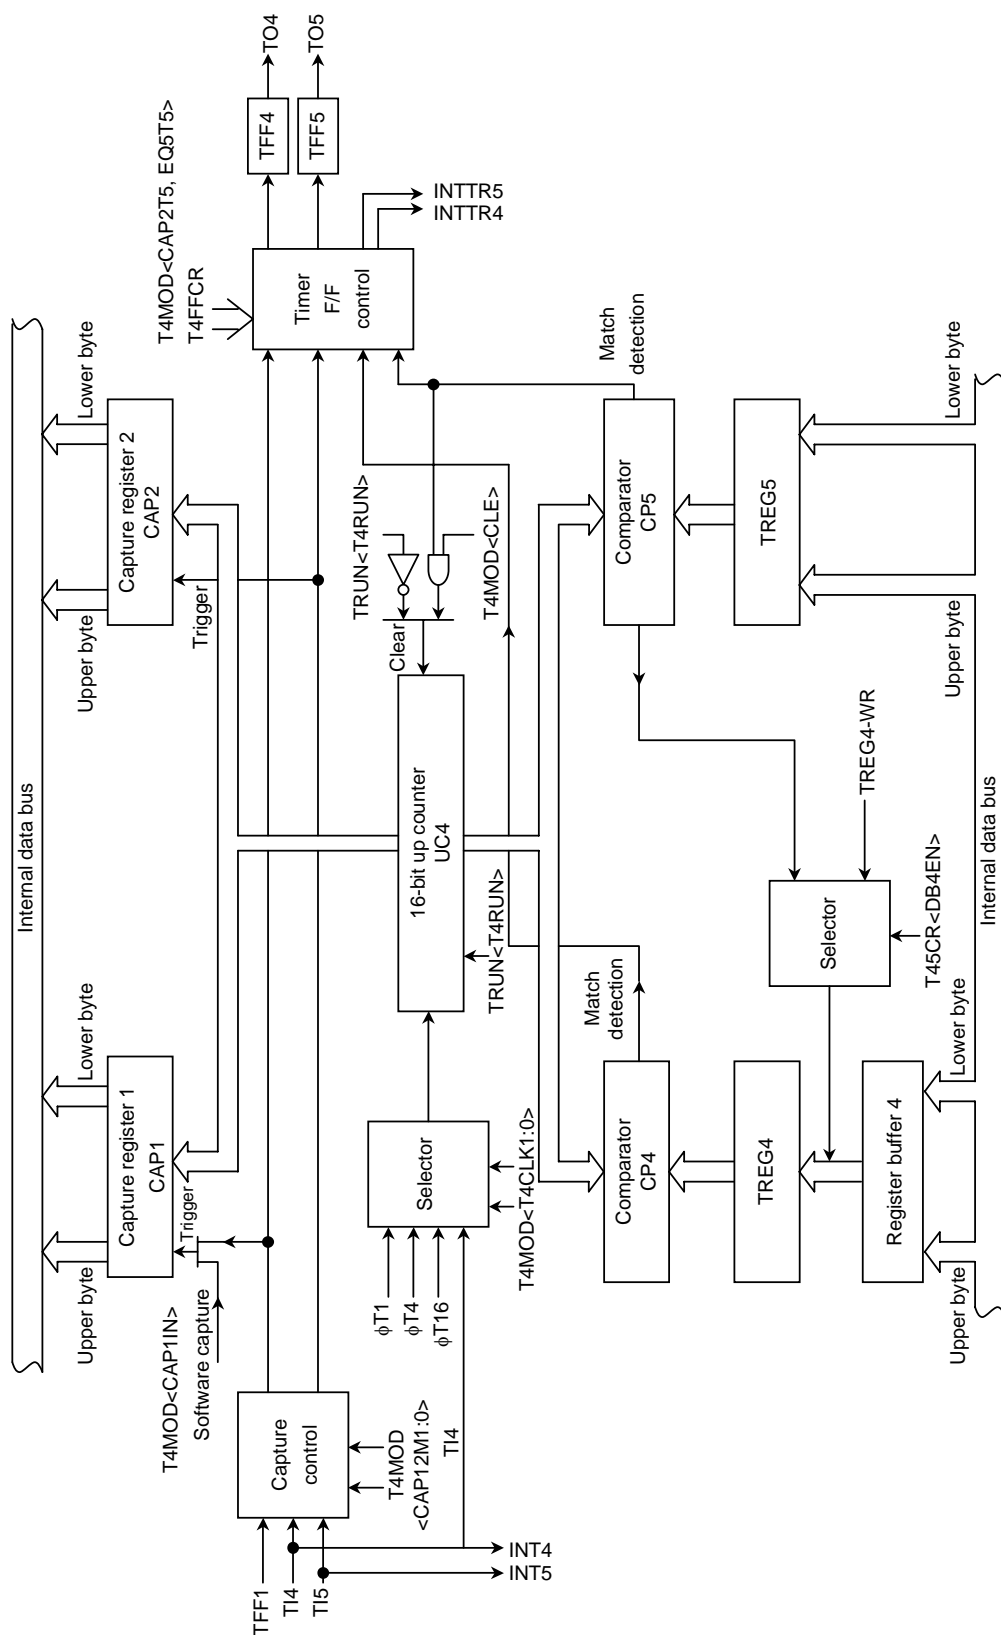 Internal data bus
Upper byte
Lower byte
Upper byte
Lower byte
Capture register 1
CAP1
Capture register 2
CAP2
T4MOD<CAP1IN>
Software capture
Trigger
Trigger
T4MOD<CAP2T5, EQ5T5>
T4FFCR
TFF1
TI4
TI5
Capture
control
T4MOD
<CAP12M1:0>
INT4
INT5
TI4
Timer
F/F
control
TFF4
TO4
TFF5
TO5
INTTR5
INTTR4
ϕT1
ϕT4
ϕT16
Selector
T4MOD<T4CLK1:0>
16-bit up counter
UC4
TRUN<T4RUN>
Clear
TRUN<T4RUN>
T4MOD<CLE>
Match
detection
Match
detection
Comparator
CP4
Comparator
CP5
TREG4
TREG5
Selector
TREG4-WR
T45CR<DB4EN>
Register buffer 4
Upper byte
Lower byte
Upper byte
Lower byte
Internal data bus